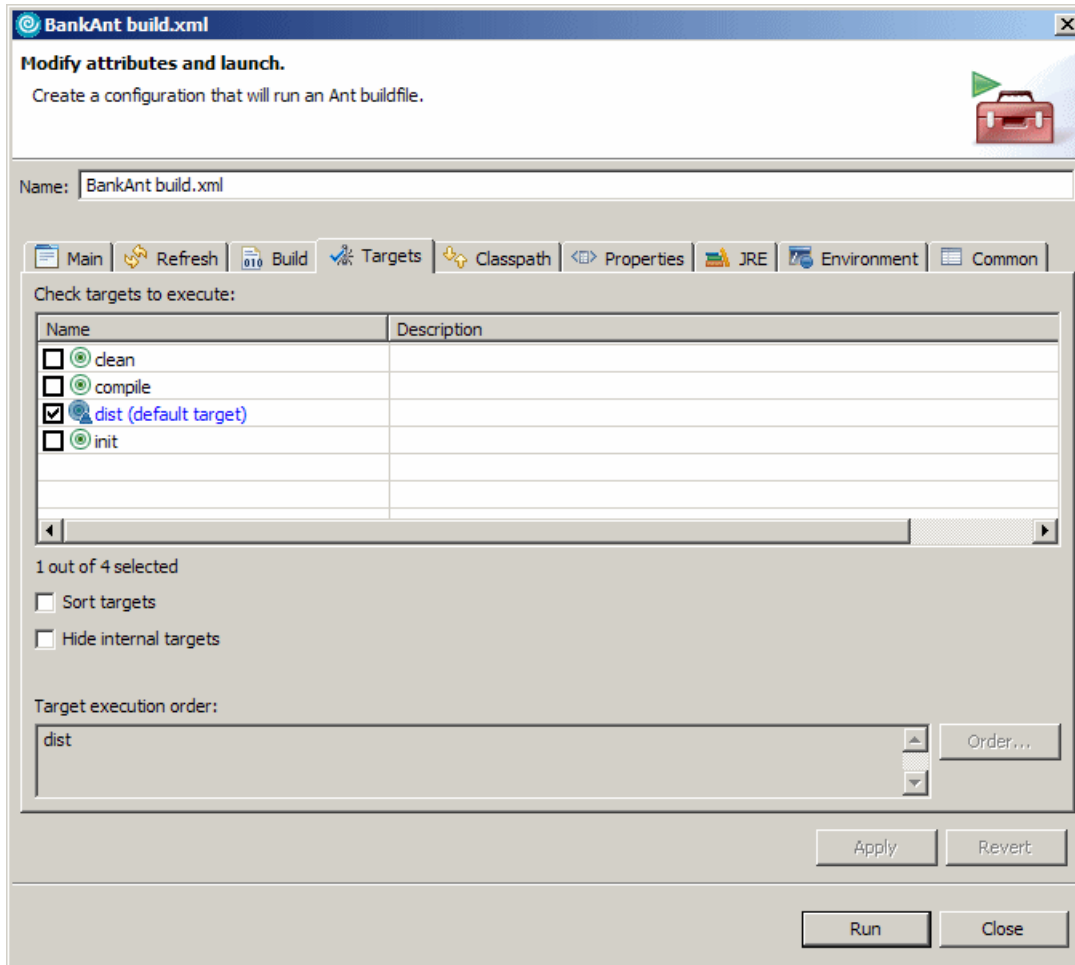 BankAnt build.xml
Modify attributes and launch.
Create a configuration that will run an Ant buildfile.
Name: BankAnt build.xml
Main Refresh 010 Build Targets Classpath Properties JRE Environment Common
Check targets to execute:
Name Description
clean
compile
dist (default target)
init
1 out of 4 selected
Sort targets
Hide internal targets
Target execution order:
dist Order...
Apply Revert
Run Close